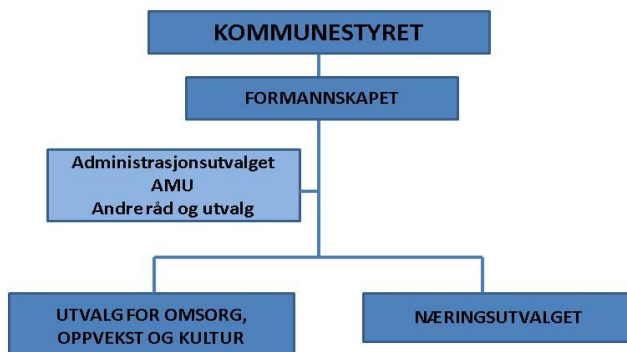 KOMMUNESTYRET
FORMANNSKAPET
Administrasjonsutvalget
AMU
Andre råd og utvalg
UTVALG FOR OMSORG,
OPPVEKST OG KULTUR
NÆRINGSUTVALGET